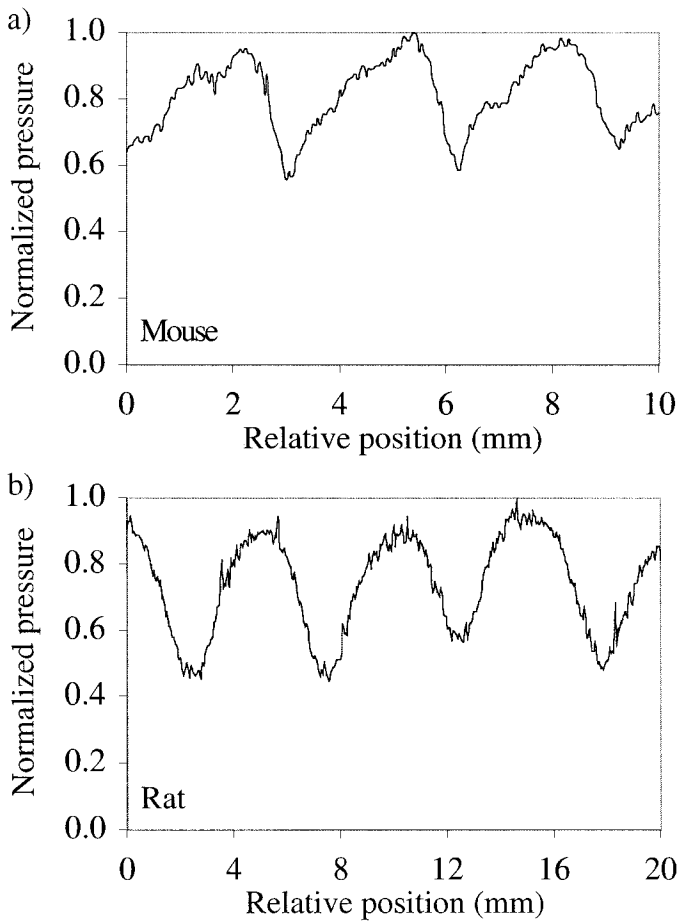 a)
Normalized pressure
1.0
0.8
0.6
0.4
0.2
0.0
Mouse
0 2 4 6 8 10
Relative position (mm)
b)
Normalized pressure
1.0
0.8
0.6
0.4
0.2
0.0
Rat
0 4 8 12 16 20
Relative position (mm)